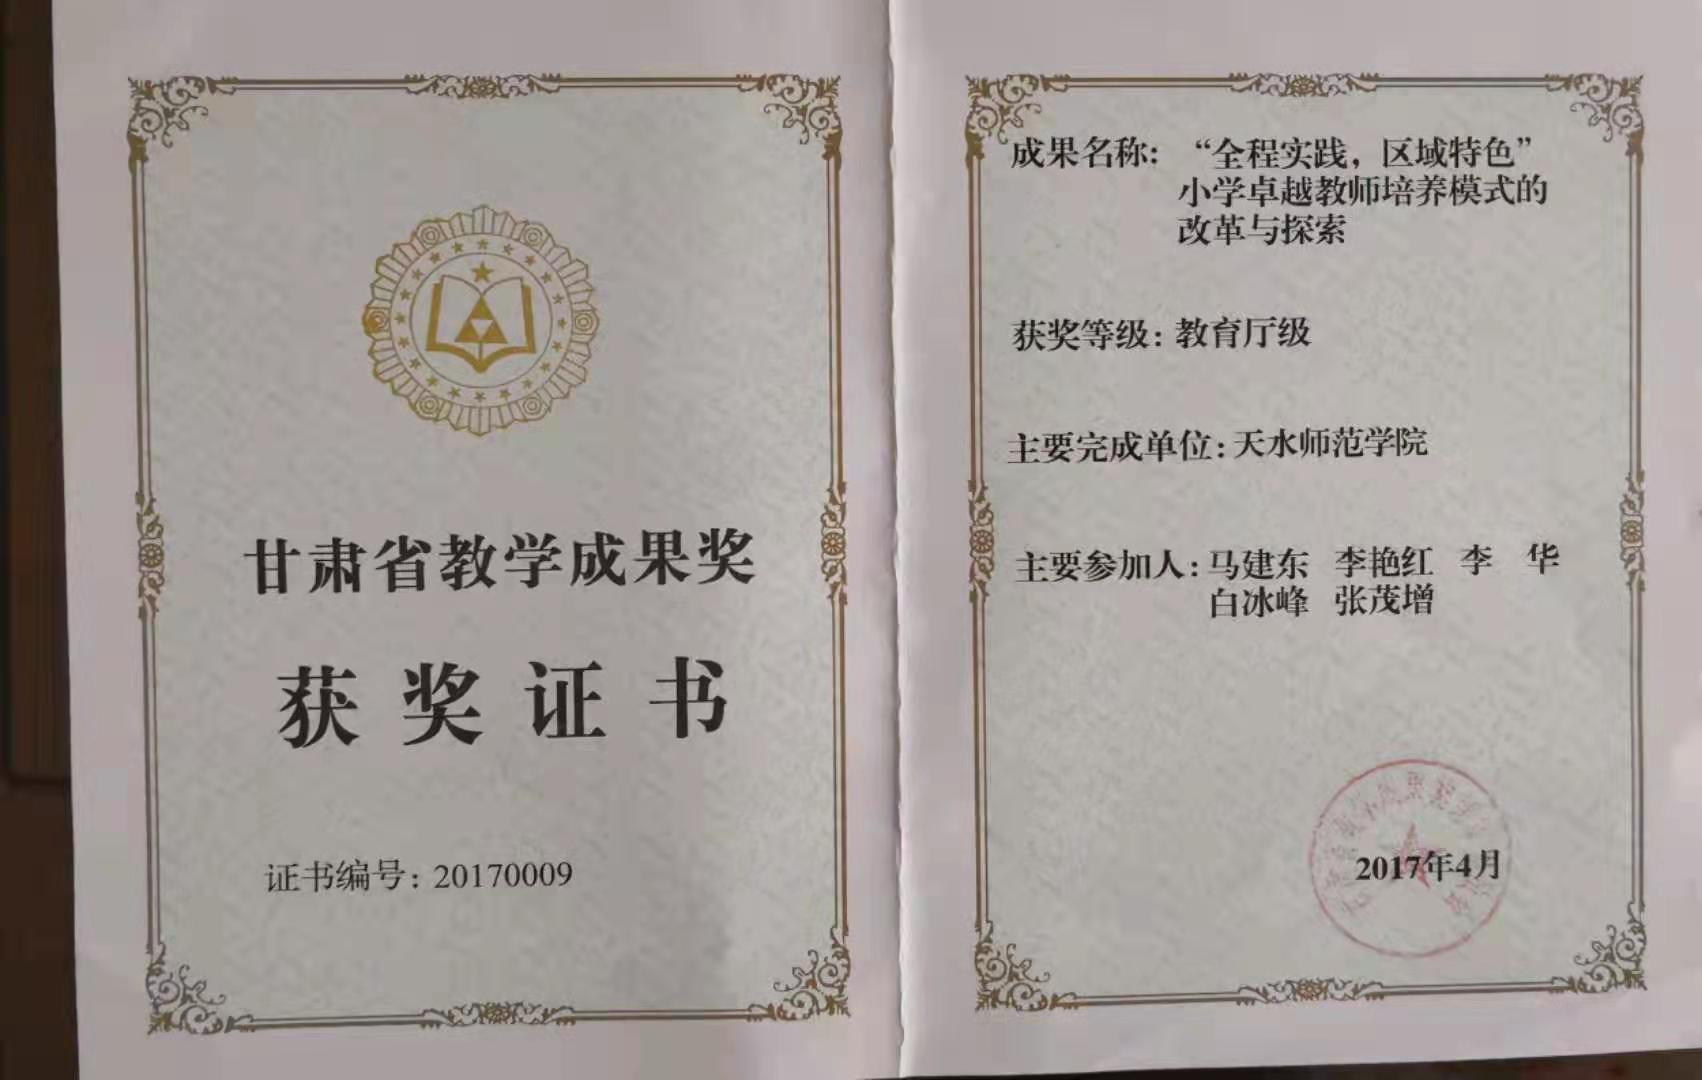 甘肃省教学成果奖
获奖证书
证书编号：20170009
成果名称：“全程实践，区域特色”
小学卓越教师培养模式的
改革与探索
获奖等级：教育厅级
主要完成单位：天水师范学院
主要参加人：马建东 李艳红 李 华
白冰峰 张茂增
2017年4月